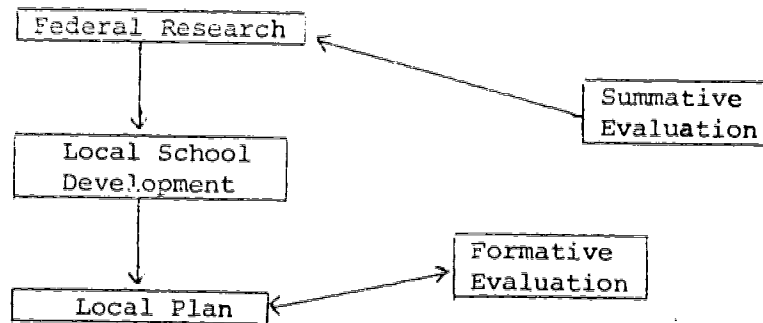 Federal Research
Summative
Evaluation
Local School
Development
Formative
Evaluation
Local Plan